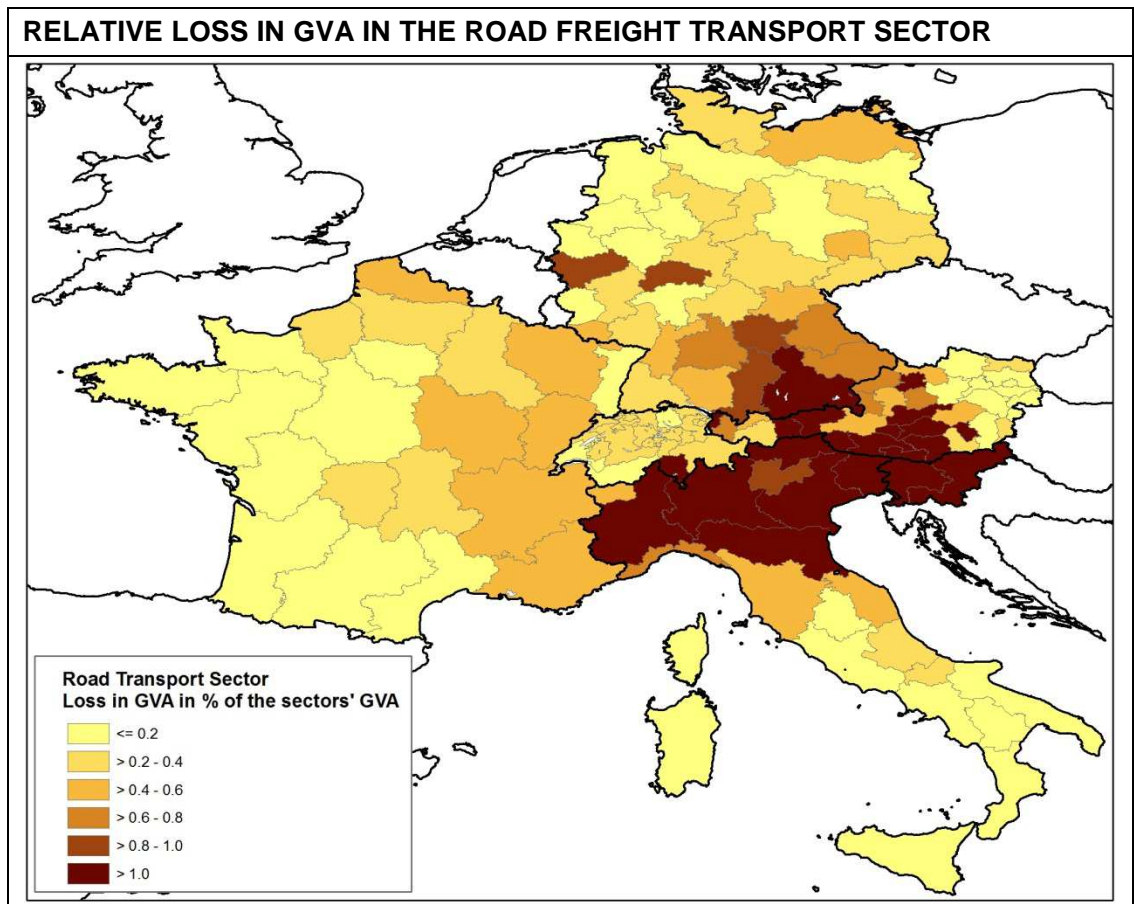 RELATIVE LOSS IN GVA IN THE ROAD FREIGHT TRANSPORT SECTOR
Road Transport Sector
Loss in GVA in % of the sectors' GVA
<= 0.2
> 0.2 - 0.4
> 0.4 - 0.6
> 0.6 - 0.8
> 0.8 - 1.0
> 1.0